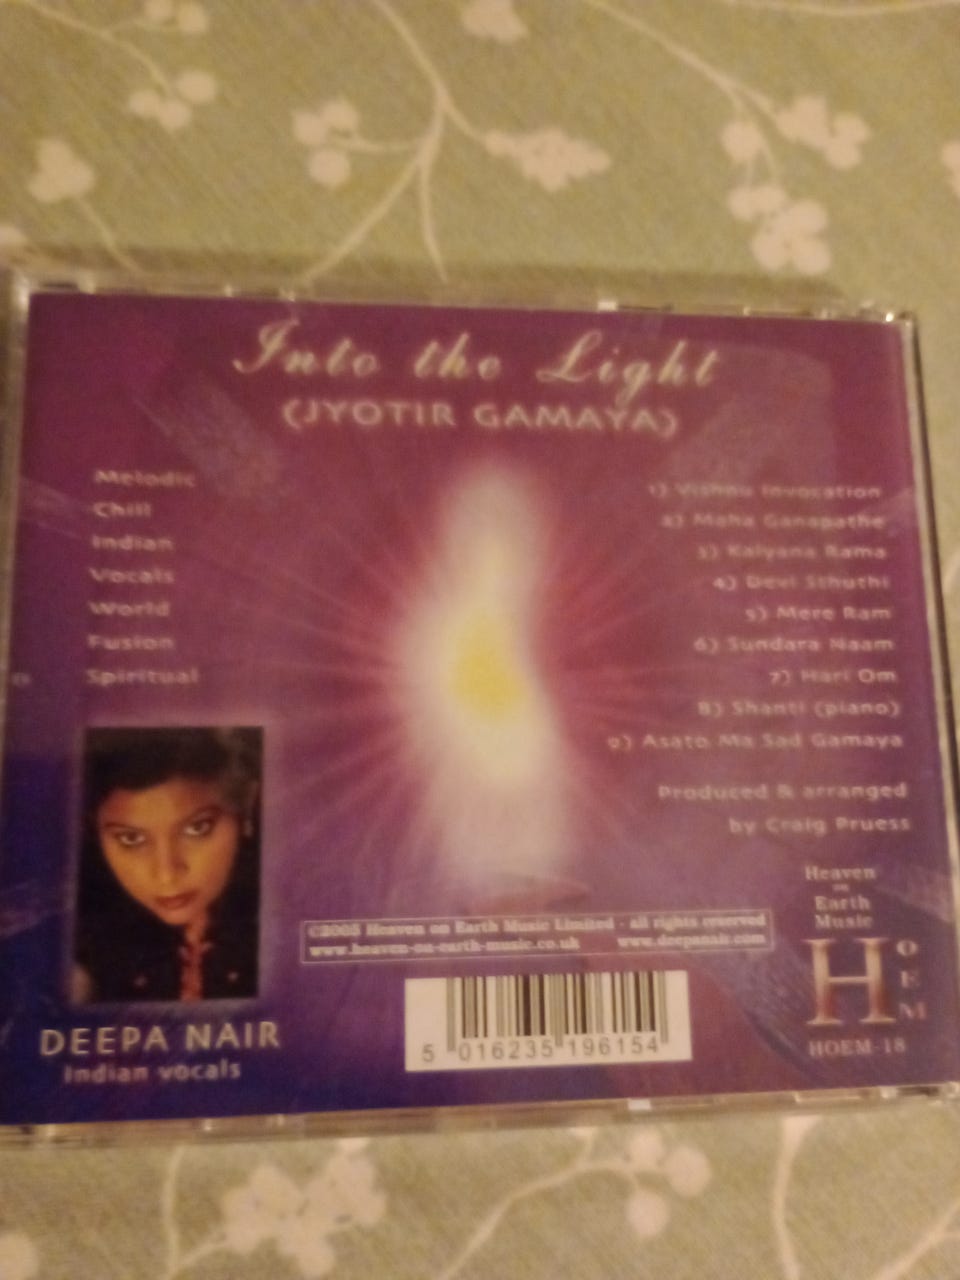 Into the Light
(JYOTIR GAMAYA)
Melodic
Chill
Indian
Vocals
World
Fusion
Spiritual
1) Vishnu Invocation
2) Maha Ganapathe
3) Kalyana Rama
4) Devi Sthuthi
5) Mere Ram
6) Sundara Naam
7) Hari Om
8) Shanti (piano)
9) Asato Ma Sad Gamaya
Produced & arranged
by Craig Pruess
DEEPA NAIR
Indian vocals
©2005 Heaven on Earth Music Limited - all rights reserved
www.heaven-on-earth-music.co.uk www.deepanair.com
5 016235 196154
Heaven
on
Earth
Music
HOEM
HOEM-18